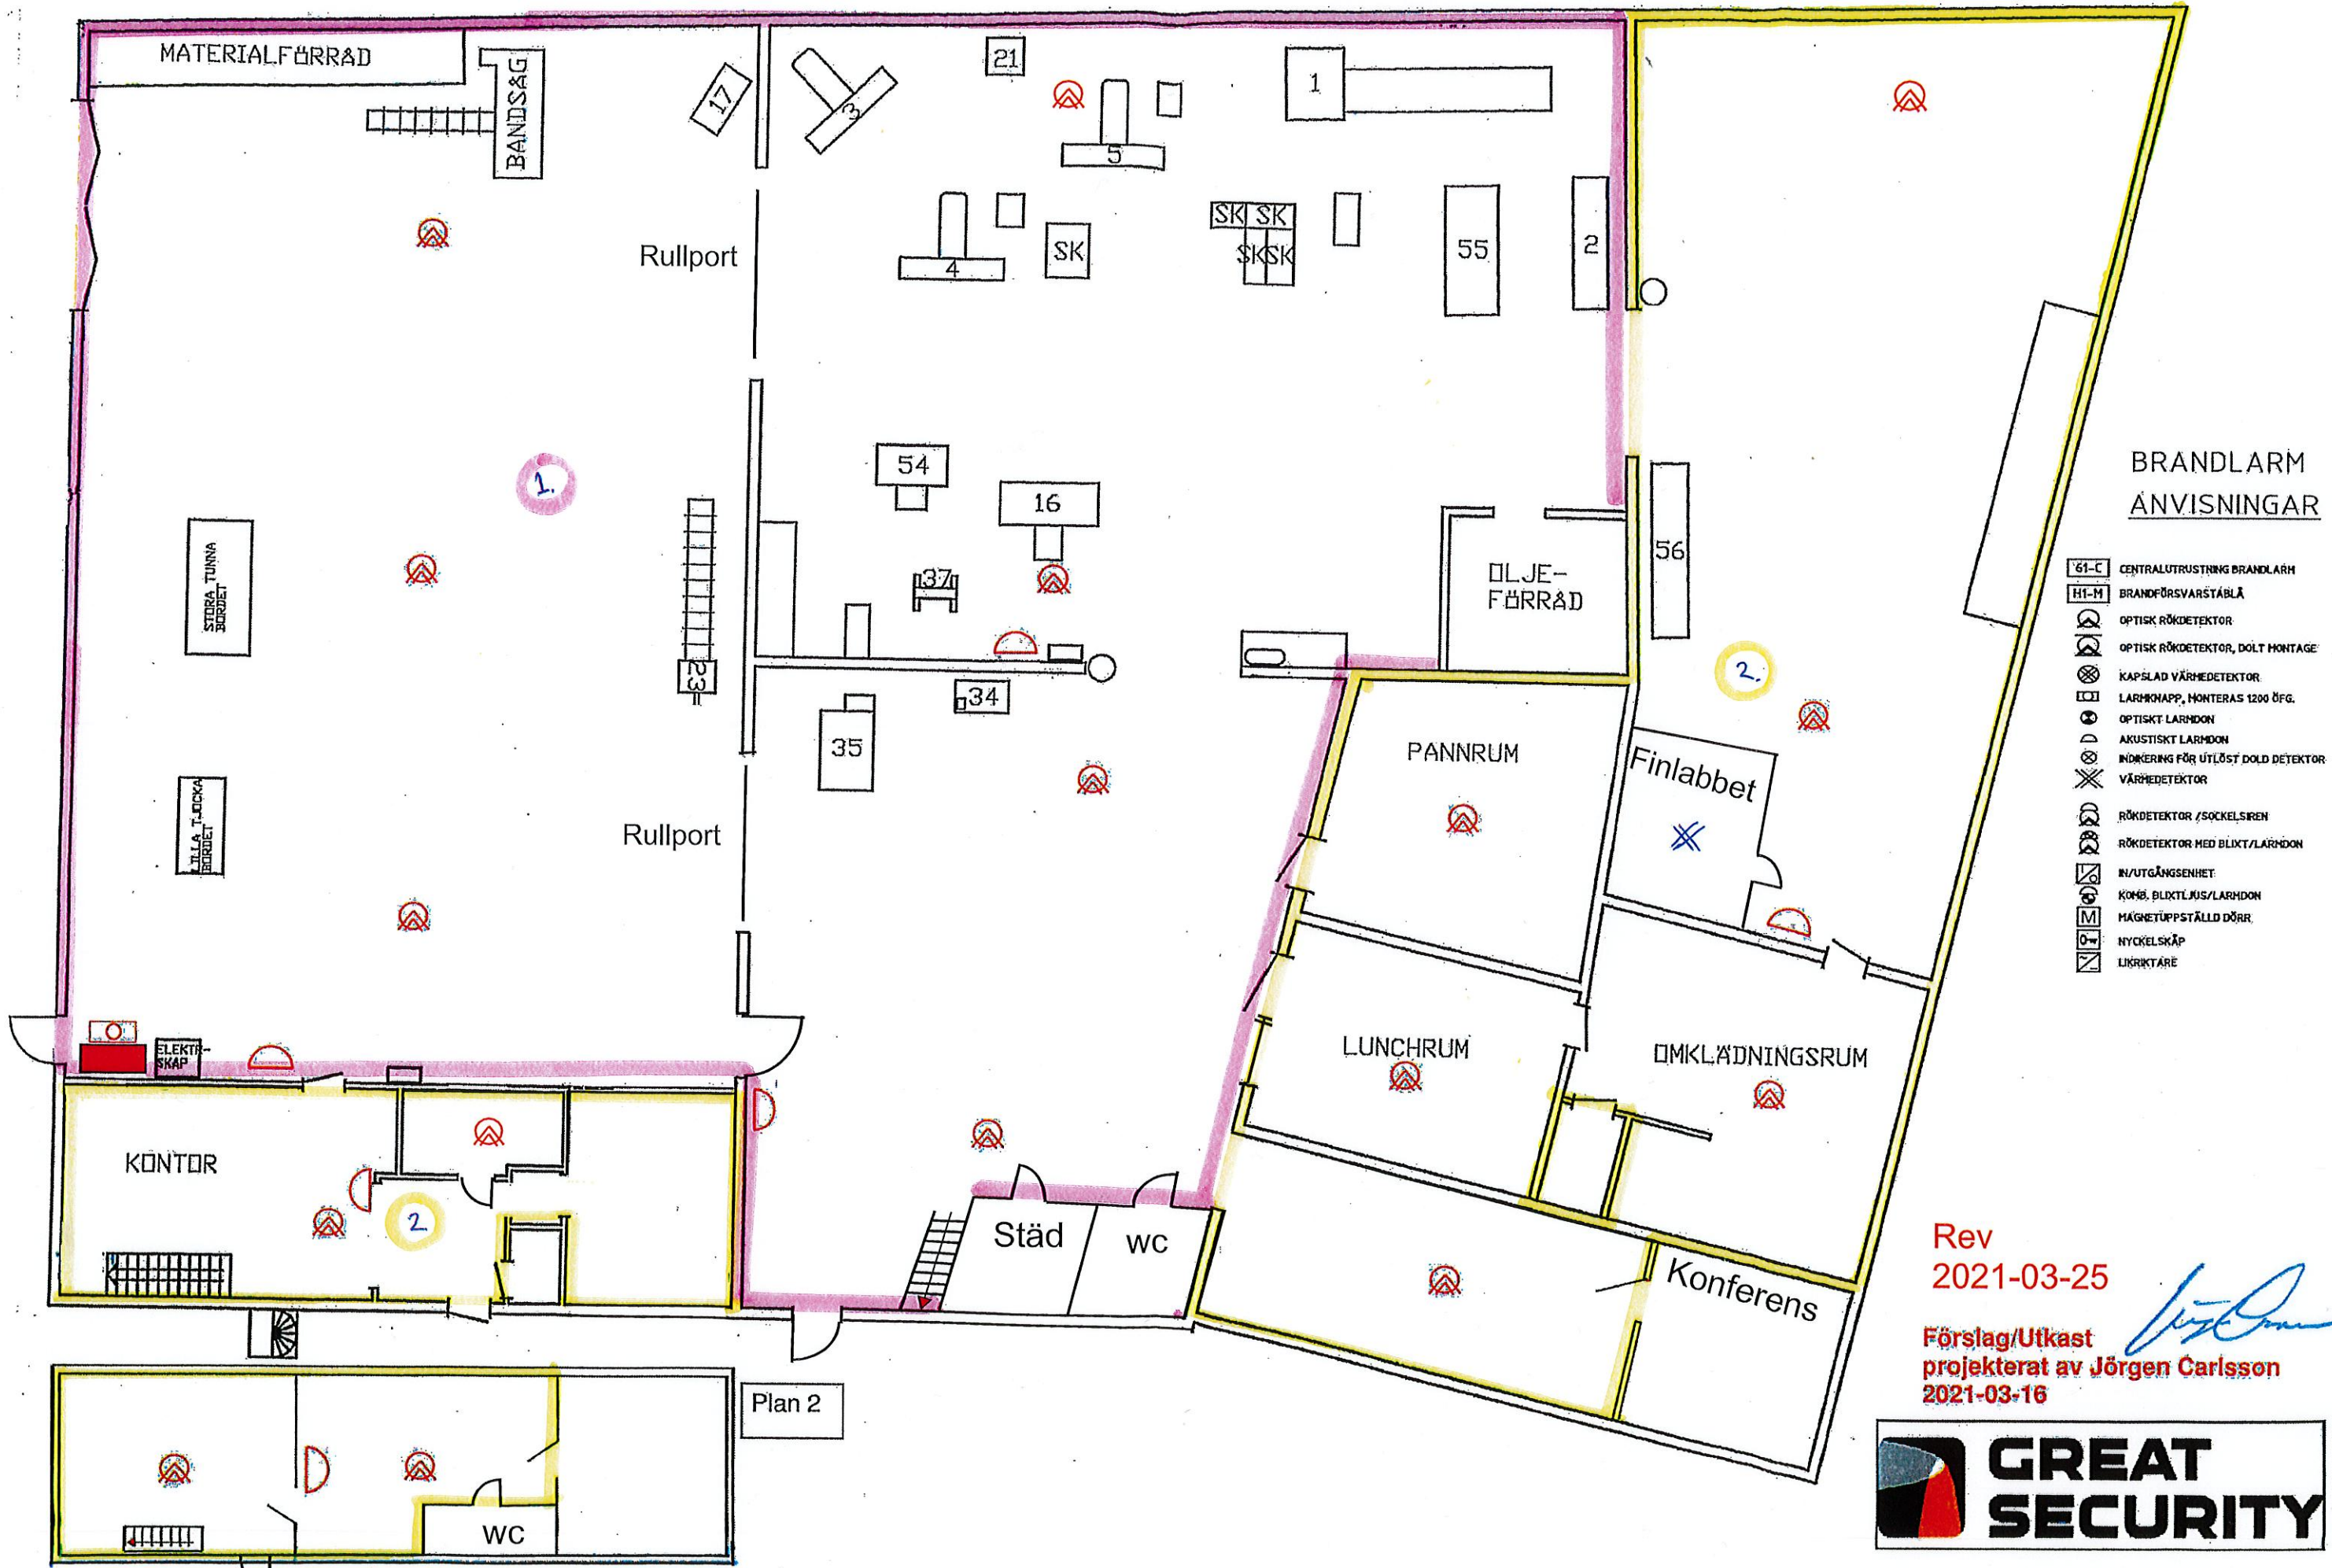 MATERIALFÖRRÅD
BANDSÅG
17
3
21
5
1
Rullport
4
SK
SK SK
SK SK
55
2
1.
54
16
37
STORA TUNNA
BORDET
23
OLJE-
FÖRRÅD
56
2.
34
35
PANNRUM
Finlabbet
LILLA TJOCKA
BORDET
Rullport
ELEKTR-
SKÅP
LUNCHRUM
OMKLÄDNINGSRUM
KONTOR
2
Städ
WC
Konferens
Plan 2
WC
BRANDLARM
ANVISNINGAR
61-C CENTRALUTRUSTNING BRANDLARM
H1-M BRANDFÖRSVARSTABLÅ
OPTISK RÖKDETEKTOR
OPTISK RÖKDETEKTOR, DOLT MONTAGE
KAPSLAD VÄRMEDETEKTOR
LARMKNAPP, MONTERAS 1200 ÖFG.
OPTISKT LARMDON
AKUSTISKT LARMDON
INDIKERING FÖR UTLÖST DOLD DETEKTOR
VÄRMEDETEKTOR
RÖKDETEKTOR /SOCKELSIREN
RÖKDETEKTOR MED BLIXT/LARMDON
IN/UTGÅNGSENHET
KOMB. BLIXTLJUS/LARMDON
M MAGNETUPPSTÄLLD DÖRR
NYCKELSKÅP
LIKRIKTARE
Rev
2021-03-25
Förslag/Utkast
projekterat av Jörgen Carlsson
2021-03-16
GREAT
SECURITY